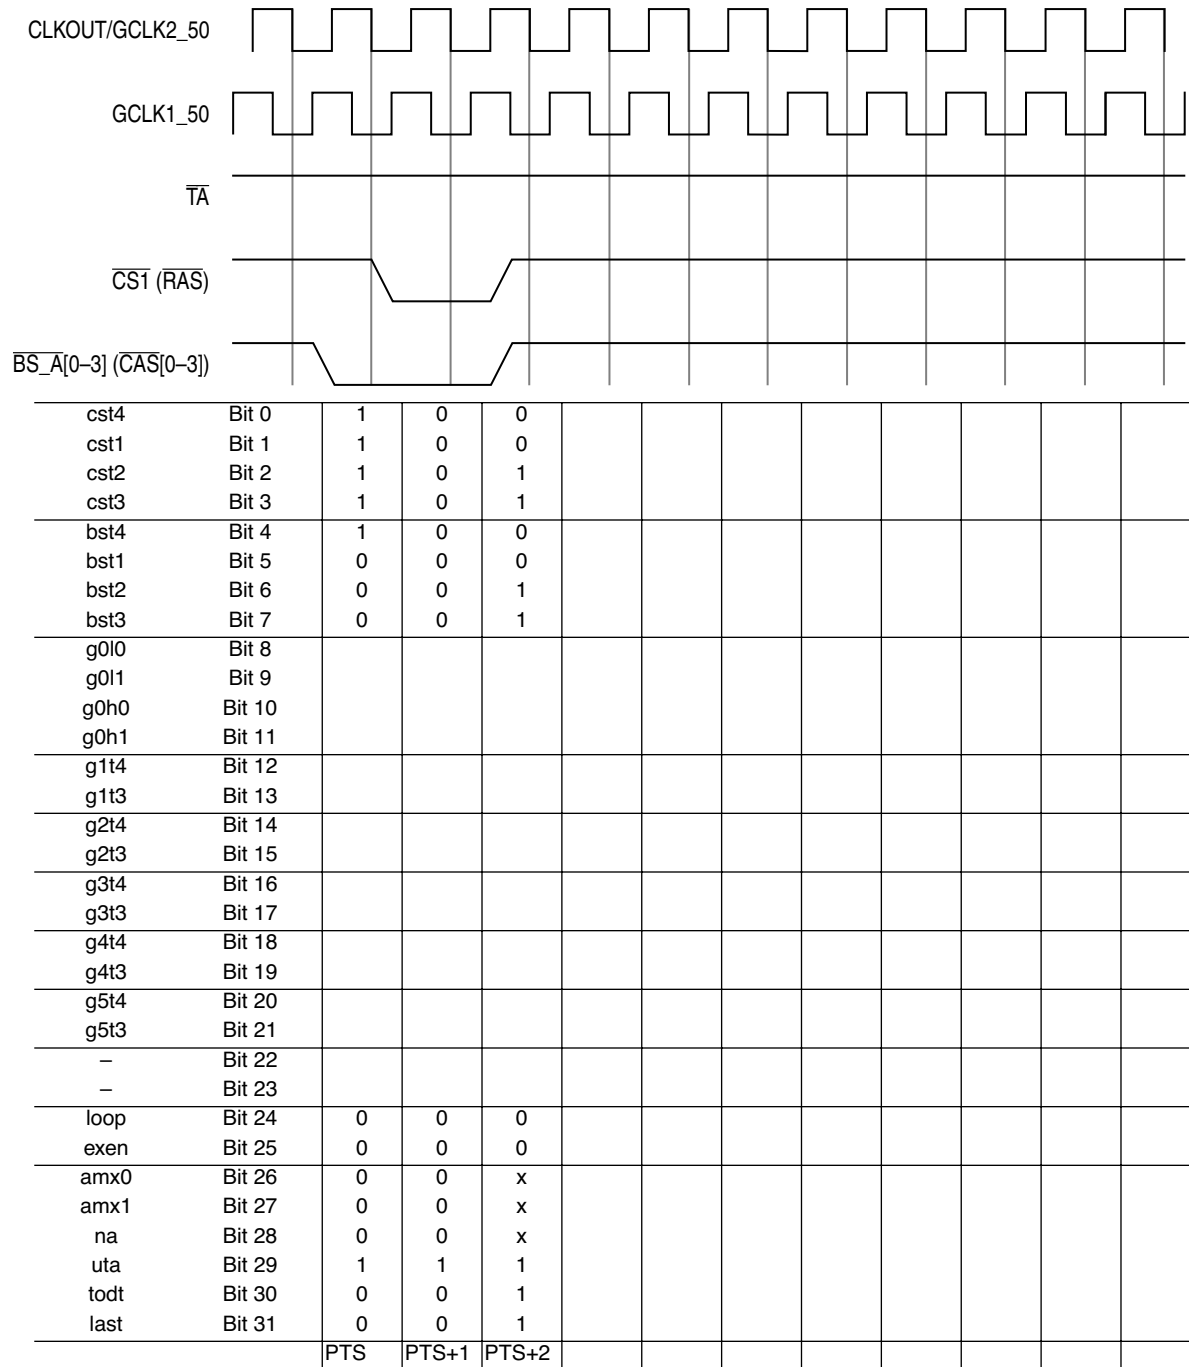 CLKOUT/GCLK2_50
GCLK1_50
TA
CS1 (RAS)
BS_A[0–3] (CAS[0–3])
cst4 Bit 0 1 0 0
cst1 Bit 1 1 0 0
cst2 Bit 2 1 0 1
cst3 Bit 3 1 0 1
bst4 Bit 4 1 0 0
bst1 Bit 5 0 0 0
bst2 Bit 6 0 0 1
bst3 Bit 7 0 0 1
g0l0 Bit 8
g0l1 Bit 9
g0h0 Bit 10
g0h1 Bit 11
g1t4 Bit 12
g1t3 Bit 13
g2t4 Bit 14
g2t3 Bit 15
g3t4 Bit 16
g3t3 Bit 17
g4t4 Bit 18
g4t3 Bit 19
g5t4 Bit 20
g5t3 Bit 21
– Bit 22
– Bit 23
loop Bit 24 0 0 0
exen Bit 25 0 0 0
amx0 Bit 26 0 0 x
amx1 Bit 27 0 0 x
na Bit 28 0 0 x
uta Bit 29 1 1 1
todt Bit 30 0 0 1
last Bit 31 0 0 1
PTS PTS+1 PTS+2